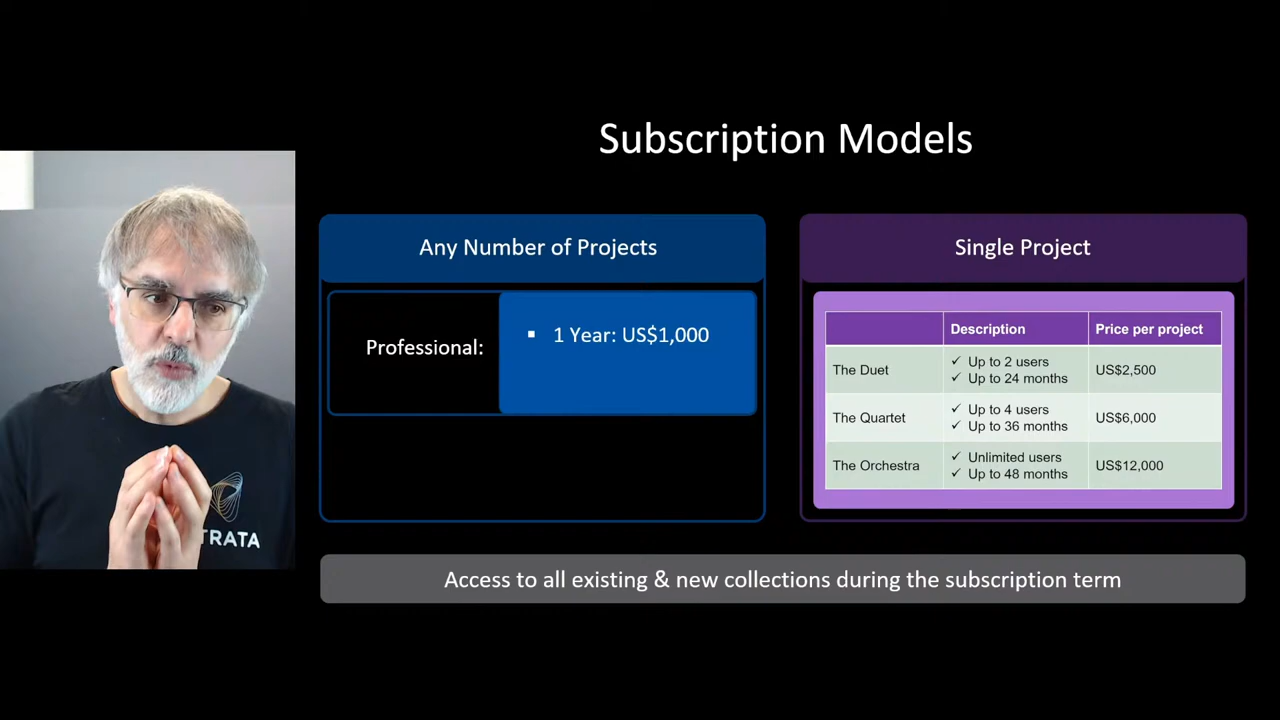 Subscription Models
Any Number of Projects
Professional:
▪ 1 Year: US$1,000
Single Project
Description Price per project
The Duet
✓ Up to 2 users
✓ Up to 24 months
US$2,500
The Quartet
✓ Up to 4 users
✓ Up to 36 months
US$6,000
The Orchestra
✓ Unlimited users
✓ Up to 48 months
US$12,000
TRATA
Access to all existing & new collections during the subscription term